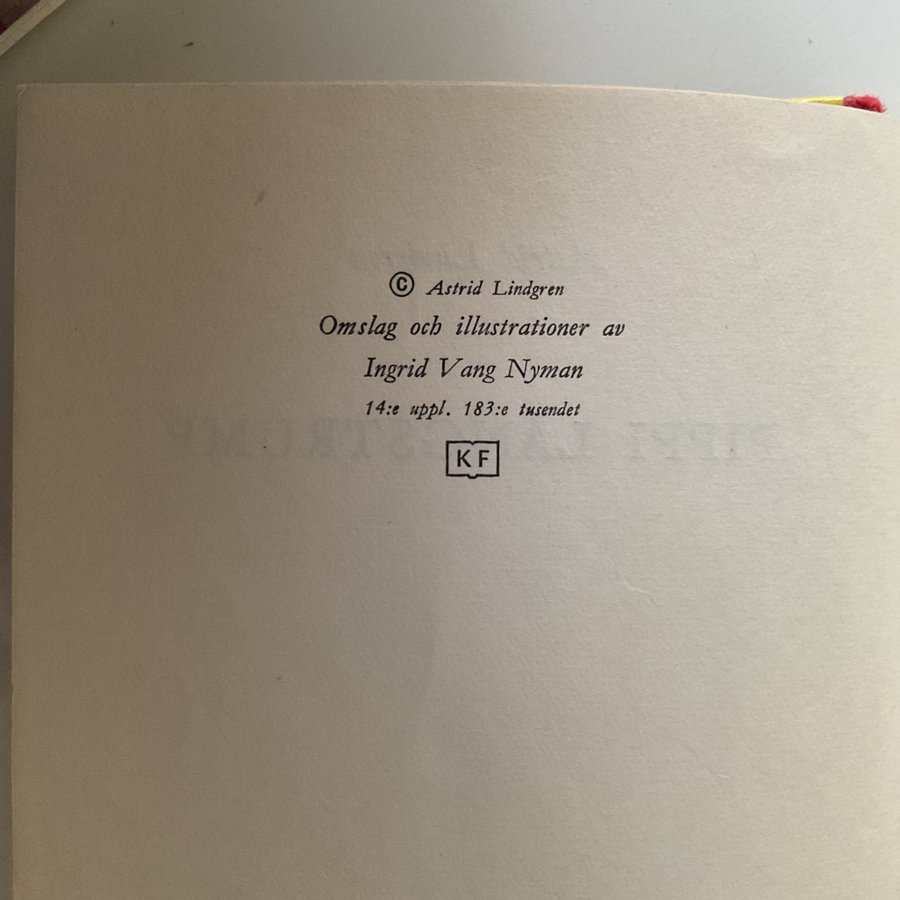 © Astrid Lindgren
Omslag och illustrationer av
Ingrid Vang Nyman
14:e uppl. 183:e tusendet
KF